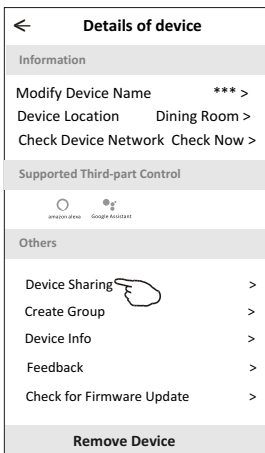 Details of device
Information
Modify Device Name *** >
Device Location Dining Room >
Check Device Network Check Now >
Supported Third-part Control
amazon alexa Google Assistant
Others
Device Sharing >
Create Group >
Device Info >
Feedback >
Check for Firmware Update >
Remove Device